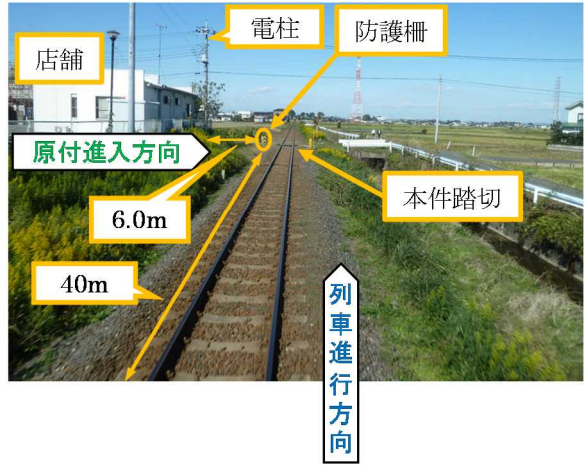 電柱
防護柵
店舗
原付進入方向
6.0m
本件踏切
40m
列車進行方向